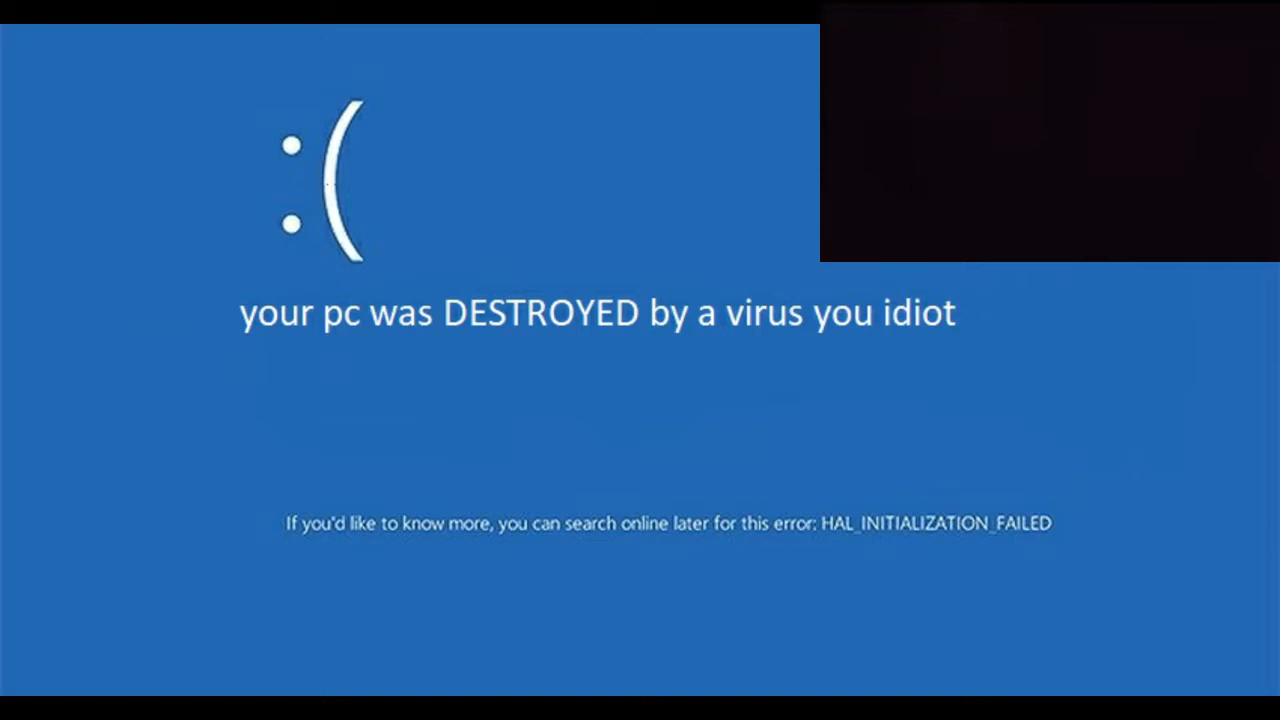 :(
your pc was DESTROYED by a virus you idiot
If you'd like to know more, you can search online later for this error: HAL_INITIALIZATION_FAILED